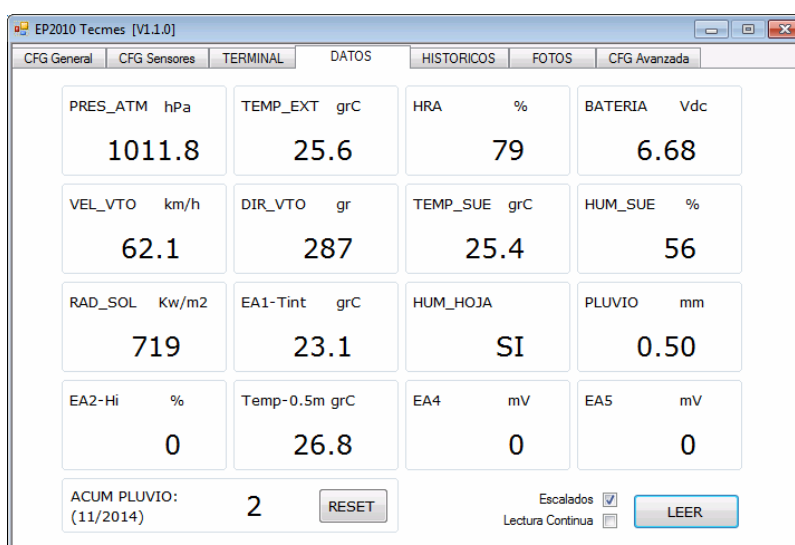 EP2010 Tecmes [V1.1.0]
CFG General CFG Sensores TERMINAL DATOS HISTORICOS FOTOS CFG Avanzada
PRES_ATM hPa TEMP_EXT grC HRA % BATERIA Vdc
1011.8 25.6 79 6.68
VEL_VTO km/h DIR_VTO gr TEMP_SUE grC HUM_SUE %
62.1 287 25.4 56
RAD_SOL Kw/m2 EA1-Tint grC HUM_HOJA PLUVIO mm
719 23.1 SI 0.50
EA2-Hi % Temp-0.5m grC EA4 mV EA5 mV
0 26.8 0 0
ACUM PLUVIO:
(11/2014)
2 RESET
Escalados
Lectura Continua
LEER